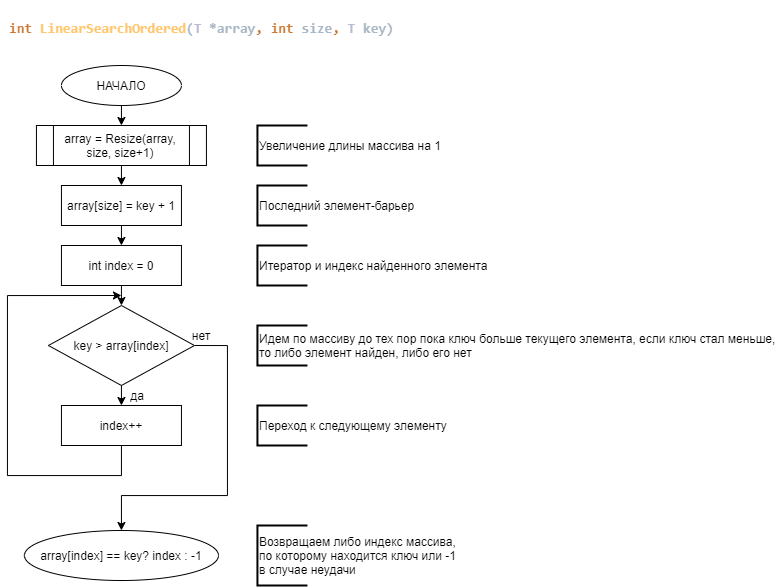 int LinearSearchOrdered(T *array, int size, T key)
НАЧАЛО
array = Resize(array,
size, size+1)
Увеличение длины массива на 1
array[size] = key + 1
Последний элемент-барьер
int index = 0
Итератор и индекс найденного элемента
key > array[index]
нет
Идем по массиву до тех пор пока ключ больше текущего элемента, если ключ стал меньше,
то либо элемент найден, либо его нет
да
index++
Переход к следующему элементу
array[index] == key? index : -1
Возвращаем либо индекс массива,
по которому находится ключ или -1
в случае неудачи